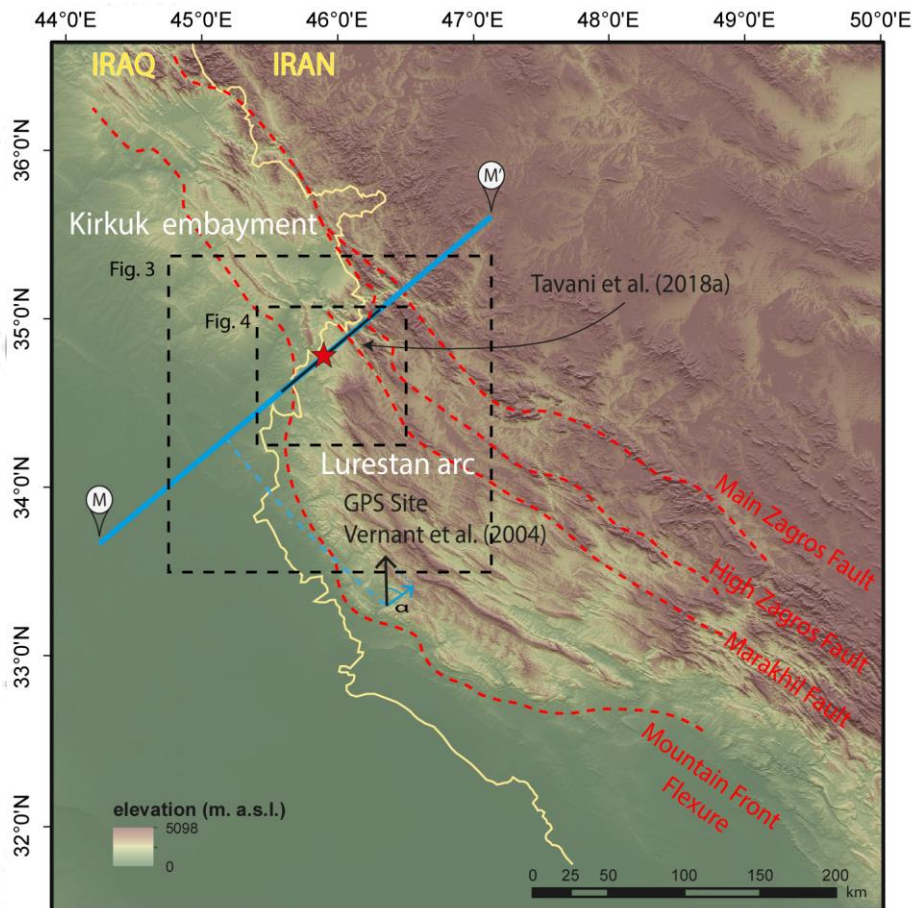 44°0'E 45°0'E 46°0'E 47°0'E 48°0'E 49°0'E 50°0'E
IRAQ
IRAN
36°0'N
M'
Kirkuk embayment
Fig. 3
Tavani et al. (2018a)
35°0'N
Fig. 4
Lurestan arc
34°0'N
M
GPS Site
Vernant et al. (2004)
Main Zagros Fault
High Zagros Fault
Marakhil Fault
α
33°0'N
Mountain Front
Flexure
32°0'N
elevation (m. a.s.l.)
5098
0
0 25 50 100 150 200
km